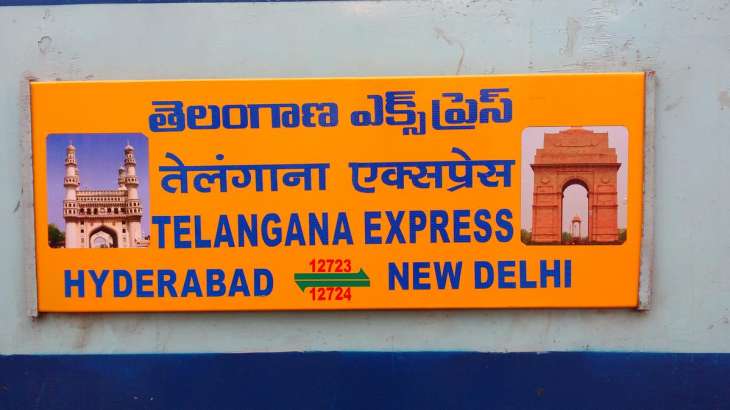 తెలంగాణ ఎక్స్ ప్రెస్
तेलंगाना एक्सप्रेस
TELANGANA EXPRESS
HYDERABAD 12723 NEW DELHI
12724